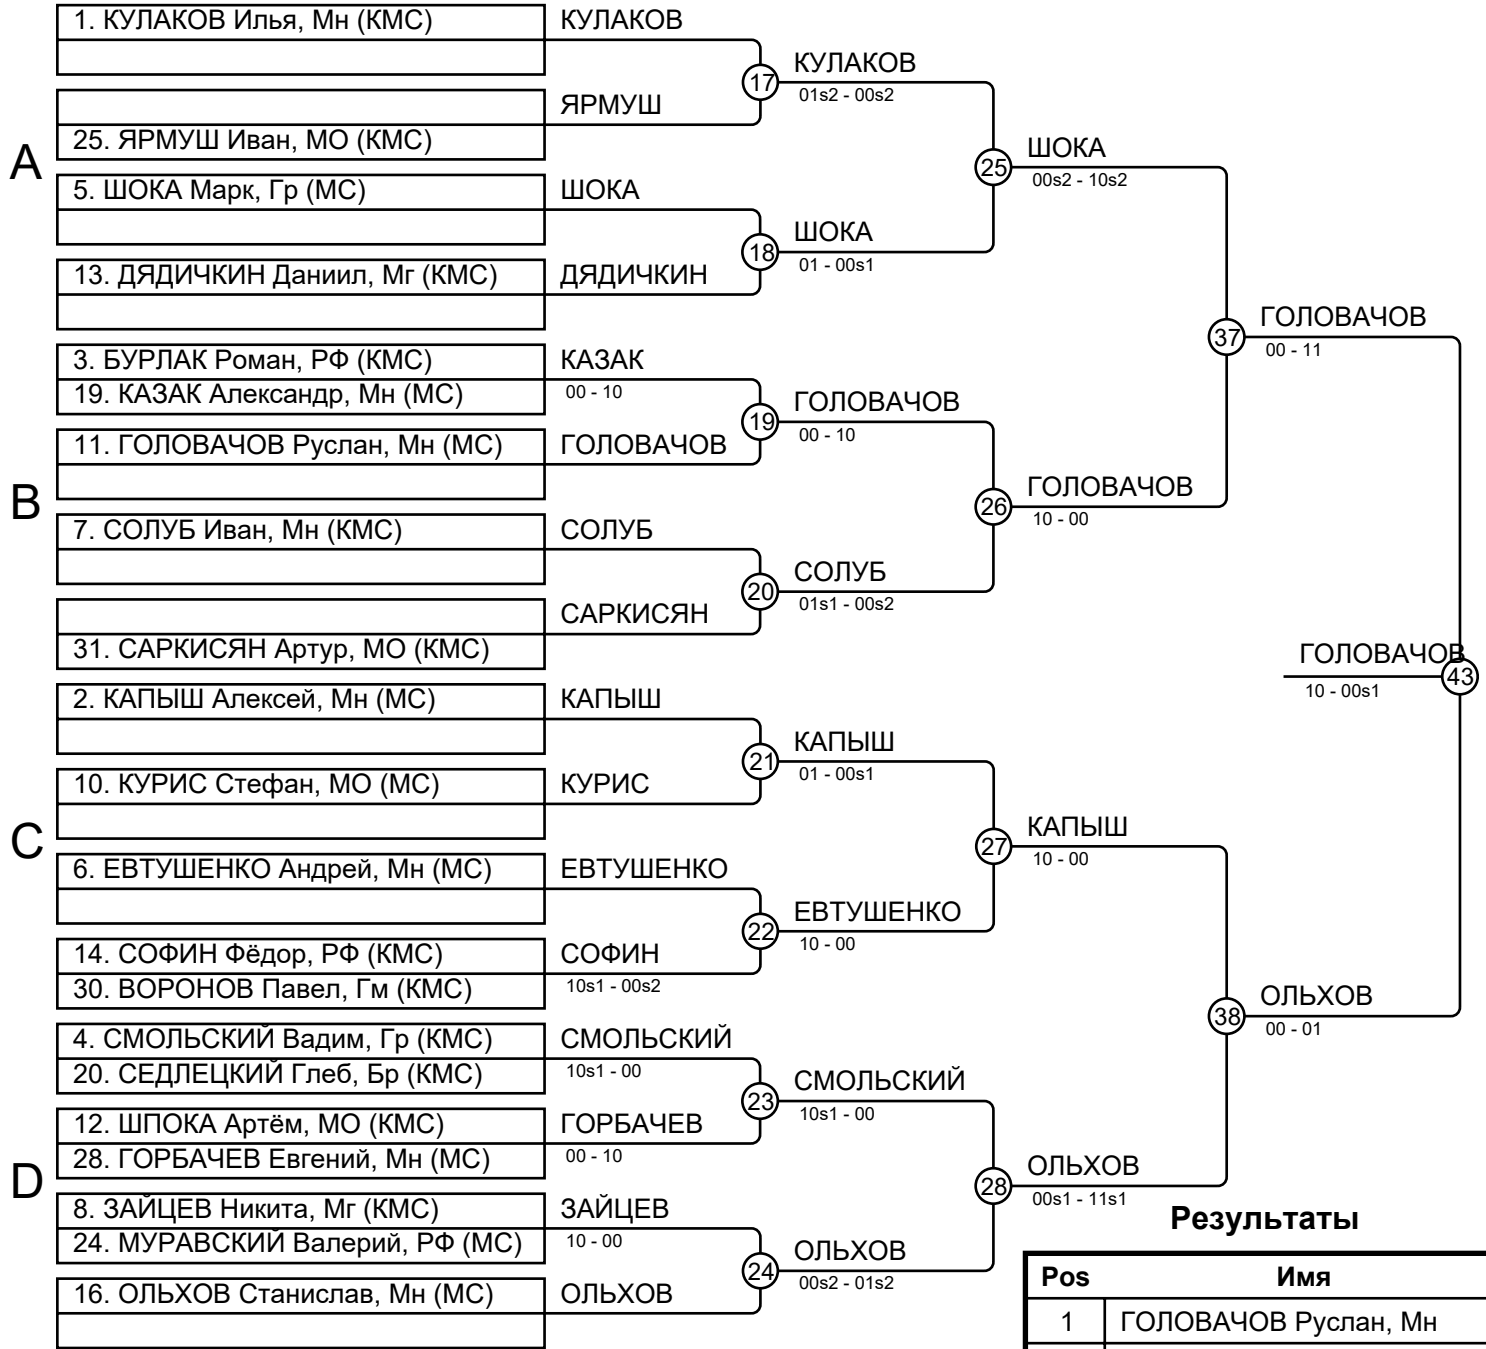 1. КУЛАКОВ Илья, Мн (КМС)
КУЛАКОВ
17
КУЛАКОВ
01s2 - 00s2
ЯРМУШ
25. ЯРМУШ Иван, МО (КМС)
A
25
ШОКА
00s2 - 10s2
5. ШОКА Марк, Гр (МС)
ШОКА
18
ШОКА
01 - 00s1
13. ДЯДИЧКИН Даниил, Мг (КМС)
ДЯДИЧКИН
37
ГОЛОВАЧОВ
00 - 11
3. БУРЛАК Роман, РФ (КМС)
КАЗАК
19. КАЗАК Александр, Мн (МС)
00 - 10
19
ГОЛОВАЧОВ
00 - 10
11. ГОЛОВАЧОВ Руслан, Мн (МС)
ГОЛОВАЧОВ
B
26
ГОЛОВАЧОВ
10 - 00
7. СОЛУБ Иван, Мн (КМС)
СОЛУБ
20
СОЛУБ
01s1 - 00s2
САРКИСЯН
31. САРКИСЯН Артур, МО (КМС)
ГОЛОВАЧОВ
43
10 - 00s1
2. КАПЫШ Алексей, Мн (МС)
КАПЫШ
21
КАПЫШ
01 - 00s1
10. КУРИС Стефан, МО (МС)
КУРИС
C
27
КАПЫШ
10 - 00
6. ЕВТУШЕНКО Андрей, Мн (МС)
ЕВТУШЕНКО
22
ЕВТУШЕНКО
10 - 00
14. СОФИН Фёдор, РФ (КМС)
СОФИН
30. ВОРОНОВ Павел, Гм (КМС)
10s1 - 00s2
38
ОЛЬХОВ
00 - 01
4. СМОЛЬСКИЙ Вадим, Гр (КМС)
СМОЛЬСКИЙ
20. СЕДЛЕЦКИЙ Глеб, Бр (КМС)
10s1 - 00
23
СМОЛЬСКИЙ
10s1 - 00
12. ШПОКА Артём, МО (КМС)
ГОРБАЧЕВ
28. ГОРБАЧЕВ Евгений, Мн (МС)
00 - 10
D
28
ОЛЬХОВ
00s1 - 11s1
8. ЗАЙЦЕВ Никита, Мг (КМС)
ЗАЙЦЕВ
24. МУРАВСКИЙ Валерий, РФ (МС)
10 - 00
24
ОЛЬХОВ
00s2 - 01s2
16. ОЛЬХОВ Станислав, Мн (МС)
ОЛЬХОВ
Результаты
Pos Имя
1 ГОЛОВАЧОВ Руслан, Мн